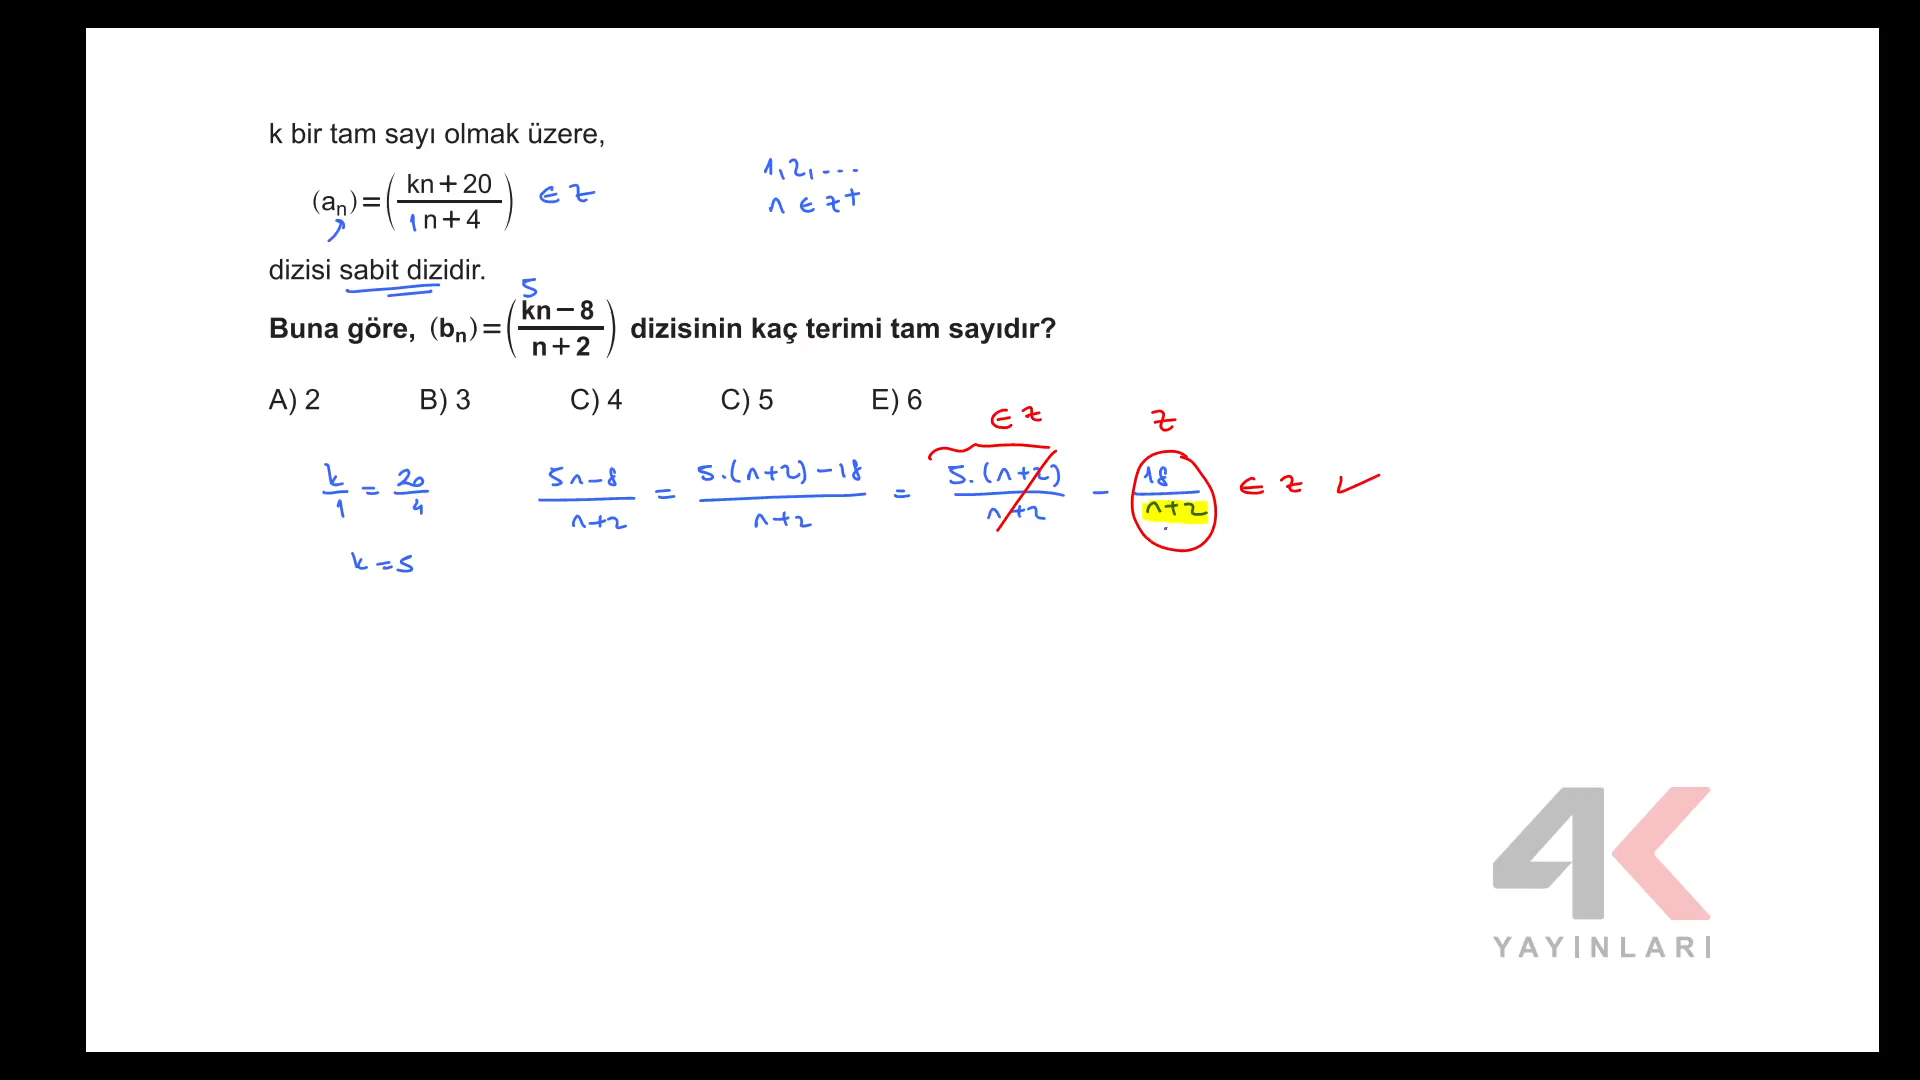 k bir tam sayı olmak üzere,
1, 2, ...
(aₙ) = ( (kn + 20) / (1n + 4) ) ∈ Z
n ∈ Z⁺
dizisi sabit dizidir.
5
Buna göre, (bₙ) = ( (kn − 8) / (n + 2) ) dizisinin kaç terimi tam sayıdır?
A) 2 B) 3 C) 4 C) 5 E) 6
∈ Z Z
k/1 = 20/4 (5n−8)/(n+2) = (5.(n+2)−18)/(n+2) = (5.(n+2))/(n+2) − 18/(n+2) ∈ Z ✓
k = 5
4K
YAYINLARI